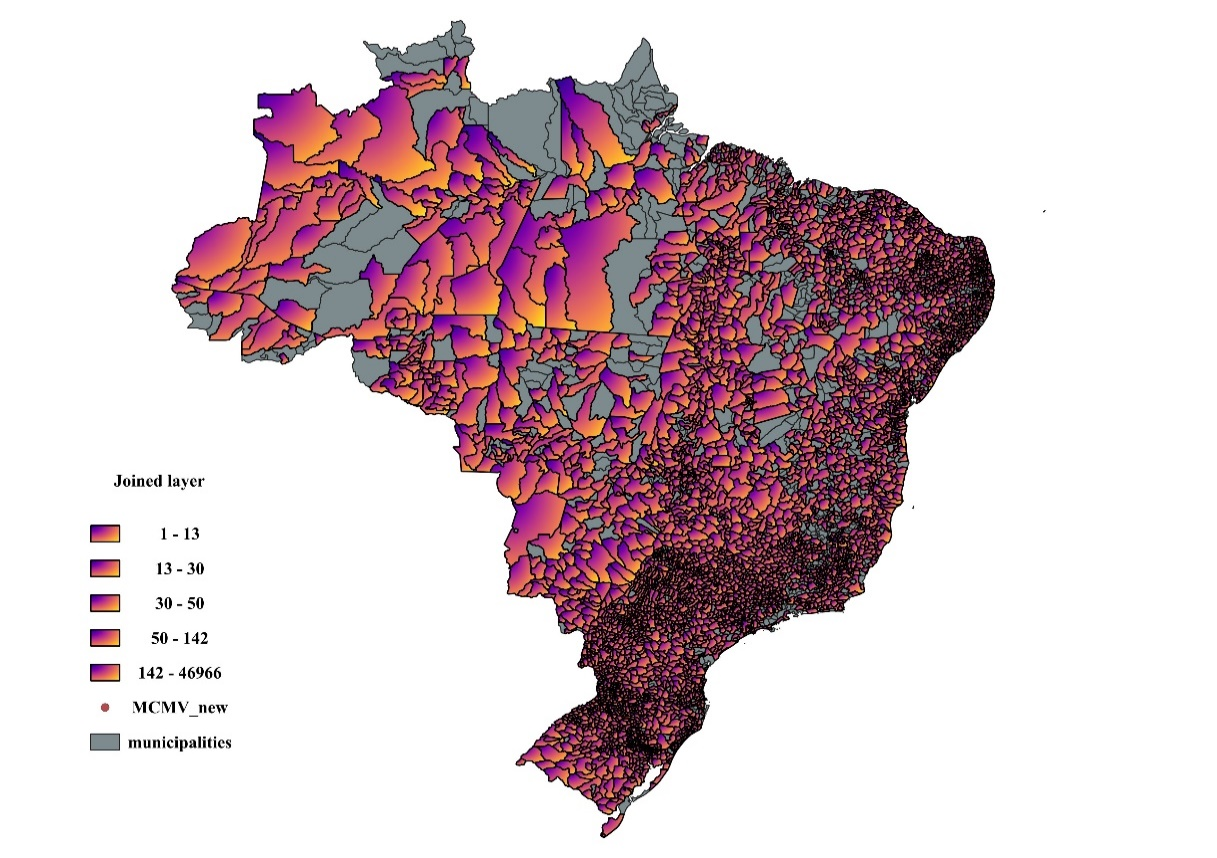 Joined layer
1 - 13
13 - 30
30 - 50
50 - 142
142 - 46966
MCMV_new
municipalities